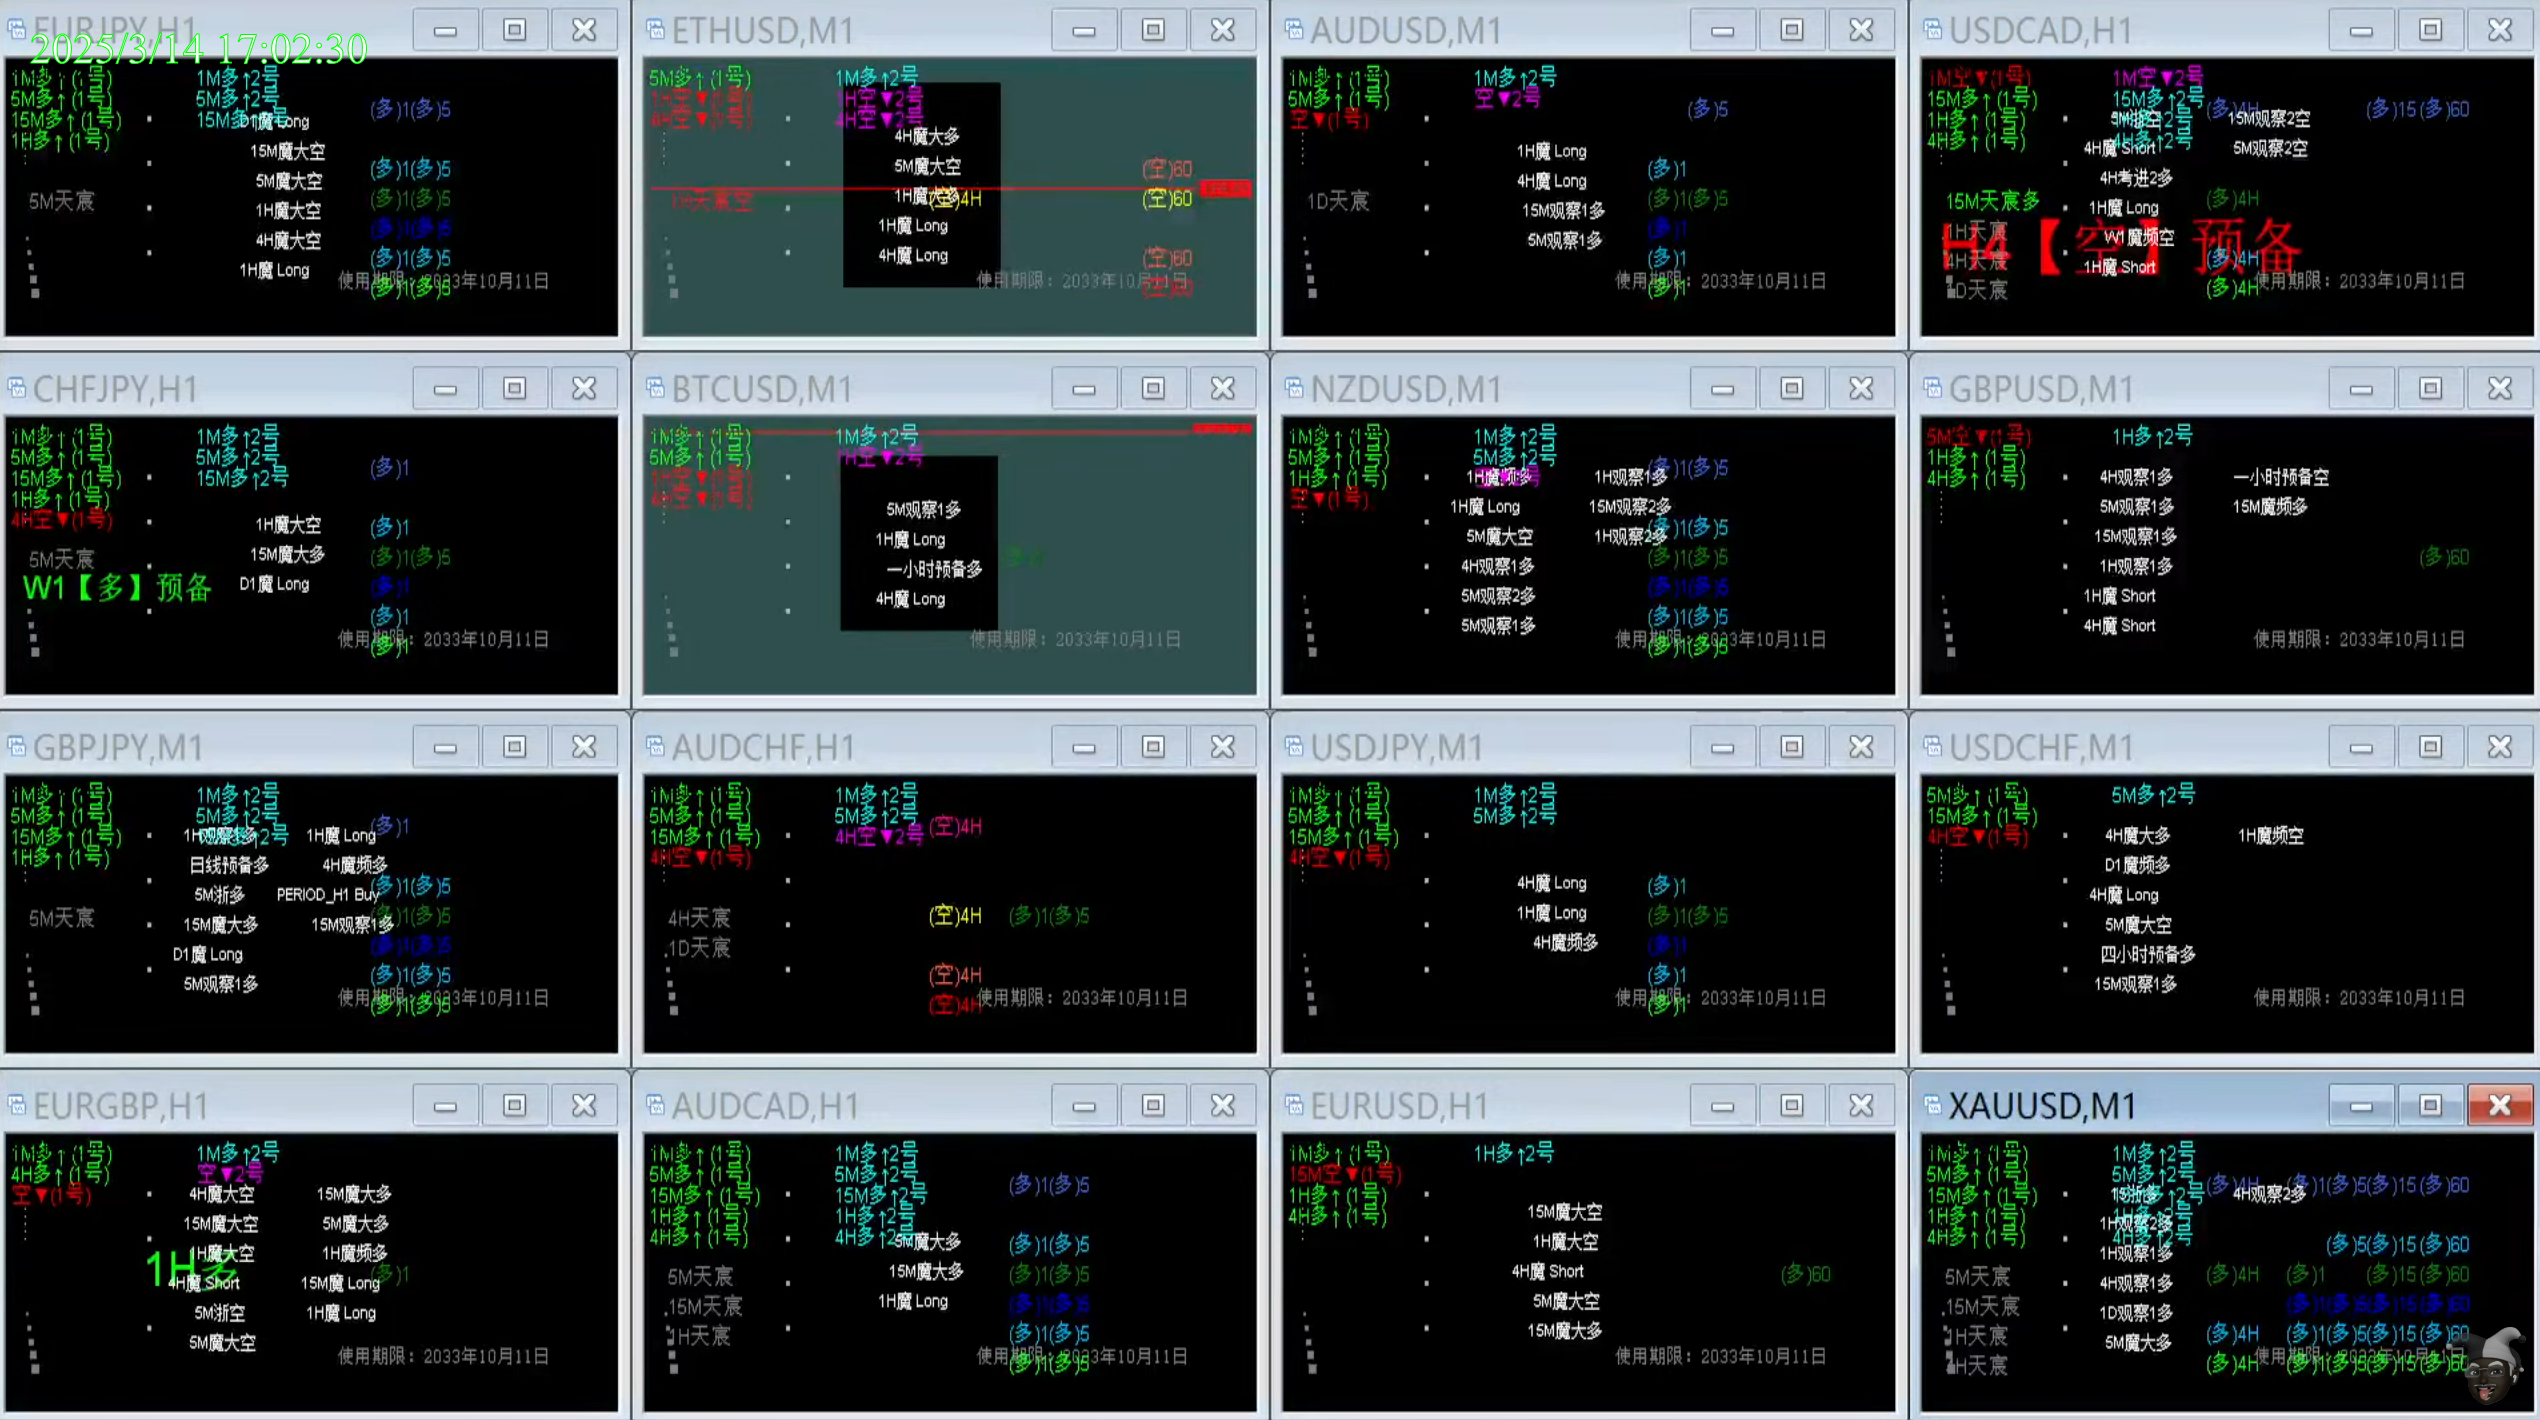 EURJPY,H1
2025/3/14 17:02:30
1M多↑(1号) 1M多↑2号
5M多↑(1号) 5M多↑2号 (多)1(多)5
15M多↑(1号) 15M多↑2号 D1魔 Long
1H多↑(1号)
15M魔大空
(多)1(多)5
5M魔大空
5M天宸 (多)1(多)5
1H魔大空
(多)1(多)5
4H魔大空
(多)1(多)5
1H魔 Long
使用期限: 2033年10月11日
(多)1(多)5
ETHUSD,M1
5M多↑(1号) 1M多↑2号
1H空▼(1号) 1H空▼2号
4H空▼(1号) 4H空▼2号
4H魔大多
5M魔大空 (空)60
1H魔大多 (空)4H (空)60
1H魔 Long
4H魔 Long (空)60
使用期限: 2033年10月11日
(空)60
AUDUSD,M1
1M多↑(1号) 1M多↑2号
5M多↑(1号) 空▼2号 (多)5
空▼(1号)
1H魔 Long
(多)1
4H魔 Long
1D天宸 (多)1(多)5
15M观察1多
(多)1
5M观察1多
(多)1
使用期限: 2033年10月11日
(多)1
USDCAD,H1
1M空▼(1号) 1M空▼2号
15M多↑(1号) 15M多↑2号 (多)4H (多)15(多)60
1H多↑(1号) 5M浙空 15M观察2空
4H多↑(1号) 4H多↑2号
4H魔 Short 5M观察2空
4H考进2多
15M天宸多 (多)4H
1H魔 Long
1H天宸
H4【空】预备
W1魔频空
4H天宸 (多)4H
1H魔 Short
使用期限: 2033年10月11日
1D天宸 (多)4H
CHFJPY,H1
1M多↑(1号) 1M多↑2号
5M多↑(1号) 5M多↑2号 (多)1
15M多↑(1号) 15M多↑2号
1H多↑(1号)
4H空▼(1号) 1H魔大空 (多)1
5M天宸 15M魔大多 (多)1(多)5
W1【多】预备 D1魔 Long (多)1
(多)1
使用期限: 2033年10月11日
(多)1
BTCUSD,M1
1M多↑(1号) 1M多↑2号
5M多↑(1号) 1H空▼2号
1H空▼(1号)
4H空▼(1号)
5M观察1多
1H魔 Long
一小时预备多
4H魔 Long
使用期限: 2033年10月11日
NZDUSD,M1
1M多↑(1号) 1M多↑2号
5M多↑(1号) 5M多↑2号 (多)1(多)5
1H多↑(1号) 1H魔频多 1H观察1多
空▼(1号)
1H魔 Long 15M观察2多
(多)1(多)5
5M魔大空 1H观察2多
4H观察1多 (多)1(多)5
5M观察2多 (多)1(多)5
5M观察1多 (多)1(多)5
使用期限: 2033年10月11日
(多)1(多)5
GBPUSD,M1
5M空▼(1号) 1H多↑2号
1H多↑(1号)
4H多↑(1号) 4H观察1多 一小时预备空
5M观察1多 15M魔频多
15M观察1多
1H观察1多 (多)60
1H魔 Short
4H魔 Short
使用期限: 2033年10月11日
GBPJPY,M1
1M多↑(1号) 1M多↑2号
5M多↑(1号) 5M多↑2号 (多)1
15M多↑(1号) 1H观察1多 1H魔 Long
1H多↑(1号)
日线预备多 4H魔频多
5M浙多 PERIOD_H1 Buy (多)1(多)5
5M天宸 15M魔大多 15M观察1多 (多)1(多)5
D1魔 Long (多)1(多)5
5M观察1多 (多)1(多)5
使用期限: 2033年10月11日
(多)1(多)5
AUDCHF,H1
1M多↑(1号) 1M多↑2号
5M多↑(1号) 5M多↑2号
15M多↑(1号) 4H空▼2号 (空)4H
4H空▼(1号)
4H天宸 (空)4H (多)1(多)5
1D天宸
(空)4H
使用期限: 2033年10月11日
(空)4H
USDJPY,M1
1M多↑(1号) 1M多↑2号
5M多↑(1号) 5M多↑2号
15M多↑(1号)
4H空▼(1号)
4H魔 Long (多)1
1H魔 Long (多)1(多)5
4H魔频多 (多)1
(多)1
使用期限: 2033年10月11日
(多)1
USDCHF,M1
5M多↑(1号) 5M多↑2号
15M多↑(1号)
4H空▼(1号) 4H魔大多 1H魔频空
D1魔频多
4H魔 Long
5M魔大空
四小时预备多
15M观察1多
使用期限: 2033年10月11日
EURGBP,H1
1M多↑(1号) 1M多↑2号
4H多↑(1号) 空▼2号
空▼(1号) 4H魔大空 15M魔大多
15M魔大空 5M魔大多
1H魔大空 1H魔频多
1H多 (多)1
4H魔 Short 15M魔 Long
5M浙空 1H魔 Long
5M魔大空
使用期限: 2033年10月11日
AUDCAD,H1
1M多↑(1号) 1M多↑2号
5M多↑(1号) 5M多↑2号 (多)1(多)5
15M多↑(1号) 15M多↑2号
1H多↑(1号) 1H多↑2号
4H多↑(1号) 4H多↑2号 5M魔大多 (多)1(多)5
5M天宸 15M魔大多 (多)1(多)5
15M天宸 1H魔 Long (多)1(多)5
1H天宸 (多)1(多)5
使用期限: 2033年10月11日
(多)1(多)5
EURUSD,H1
1M多↑(1号) 1H多↑2号
15M空▼(1号)
1H多↑(1号)
4H多↑(1号) 15M魔大空
1H魔大空
4H魔 Short (多)60
5M魔大空
15M魔大多
使用期限: 2033年10月11日
XAUUSD,M1
1M多↑(1号) 1M多↑2号
5M多↑(1号) 5M多↑2号
15M多↑(1号) (多)4H (多)1(多)5(多)15(多)60
4H观察2多
1H多↑(1号) 1H观察2多
4H多↑(1号) 4H多↑2号 (多)5(多)15(多)60
1H观察1多
5M天宸 4H观察1多 (多)4H (多)1 (多)15(多)60
15M天宸 1D观察1多 (多)1(多)5(多)15(多)60
1H天宸 5M魔大多 (多)4H (多)1(多)5(多)15(多)60
4H天宸 (多)4H (多)1(多)5(多)15(多)60